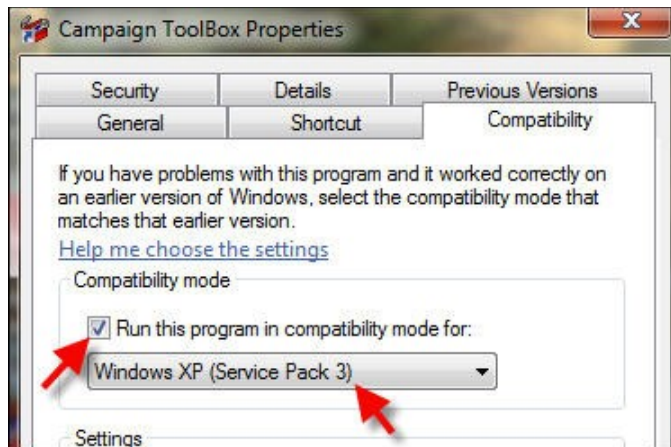 Campaign ToolBox Properties
x
Security Details Previous Versions
General Shortcut Compatibility
If you have problems with this program and it worked correctly on
an earlier version of Windows, select the compatibility mode that
matches that earlier version.
Help me choose the settings
Compatibility mode
Run this program in compatibility mode for:
Windows XP (Service Pack 3)
Settings